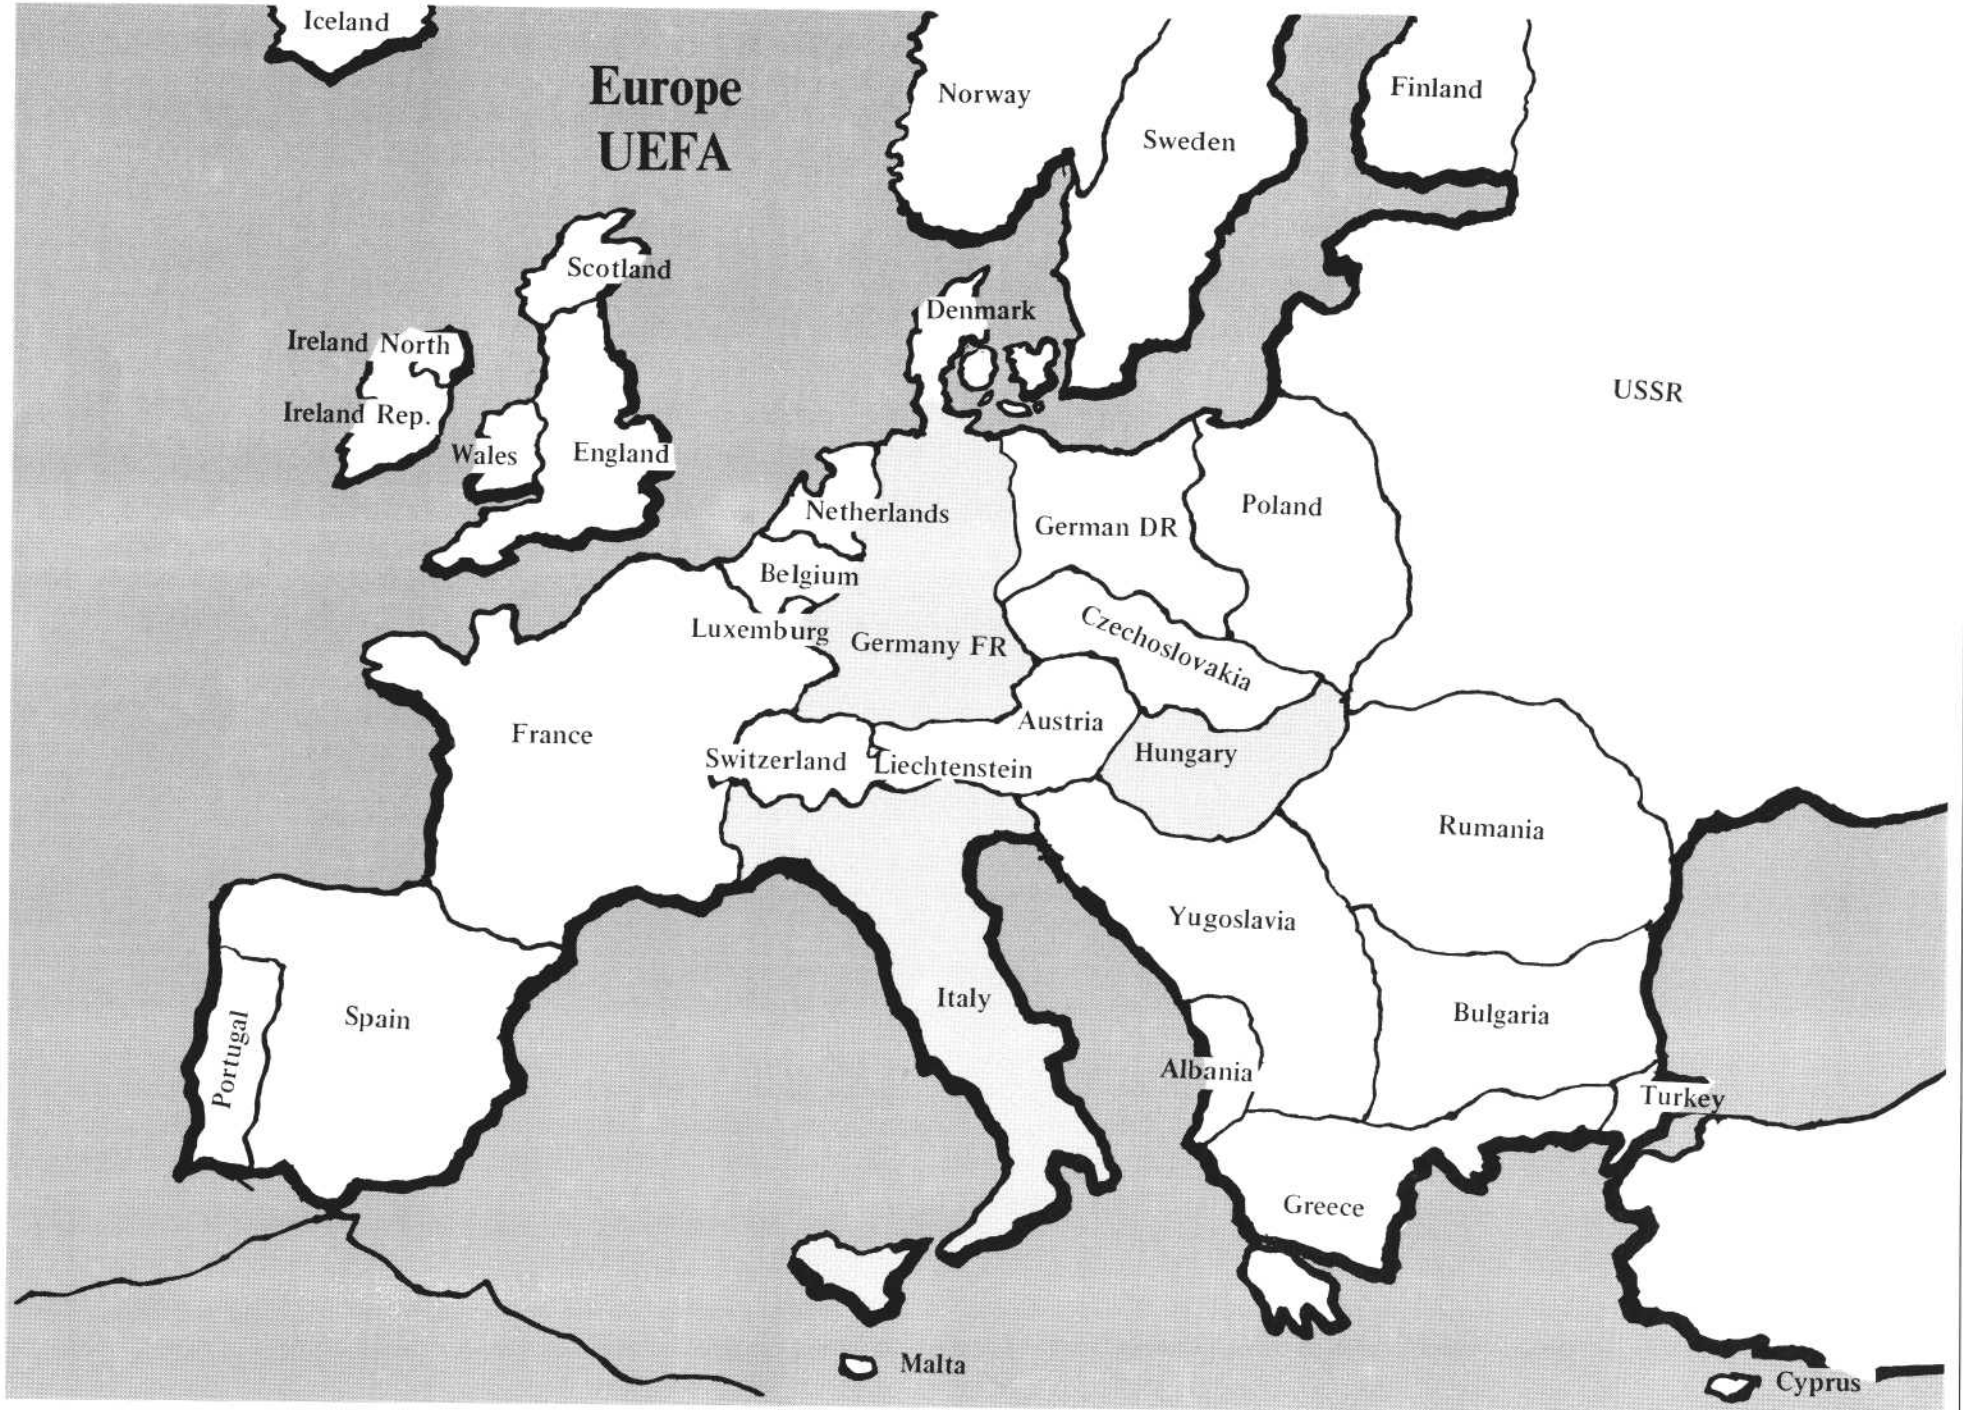 Iceland
Europe
UEFA
Norway
Finland
Sweden
Scotland
Denmark
Ireland North
USSR
Ireland Rep.
Wales
England
Netherlands
German DR
Poland
Belgium
Luxemburg
Germany FR
Czechoslovakia
France
Austria
Switzerland
Liechtenstein
Hungary
Rumania
Yugoslavia
Italy
Spain
Portugal
Bulgaria
Albania
Turkey
Greece
Malta
Cyprus